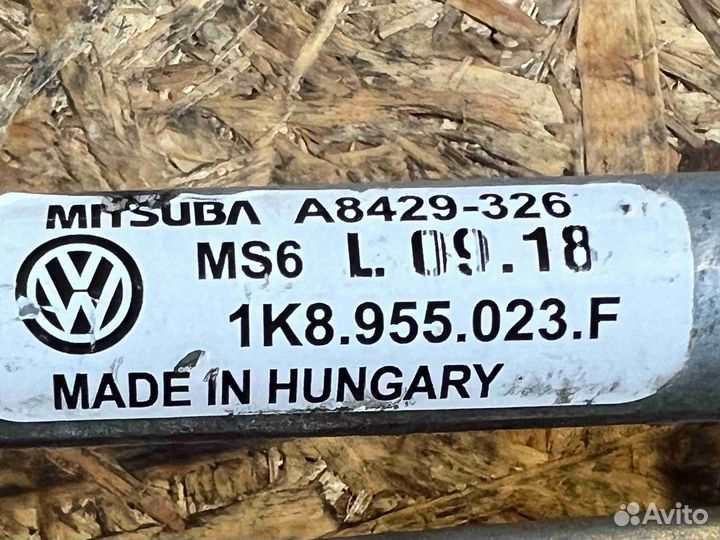 MITSUBA A8429-326
MS6 L. 09.18
1K8.955.023.F
MADE IN HUNGARY
Avito